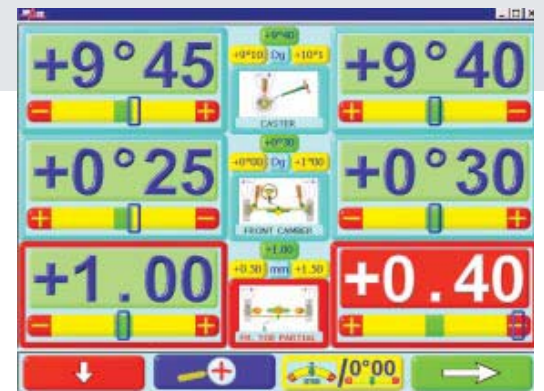 +9°40
+9°45
+9°10 Dg +10°1
+9°40
- +
CASTER
+ -
+0°30
+0°25
+0°00 Dg +1°00
+0°30
+ -
FRONT CAMBER
+ -
+1.00
+1.00
+0.50 mm +1.50
+0.40
- +
FR. TOE PARTIAL
+ -
/0°00